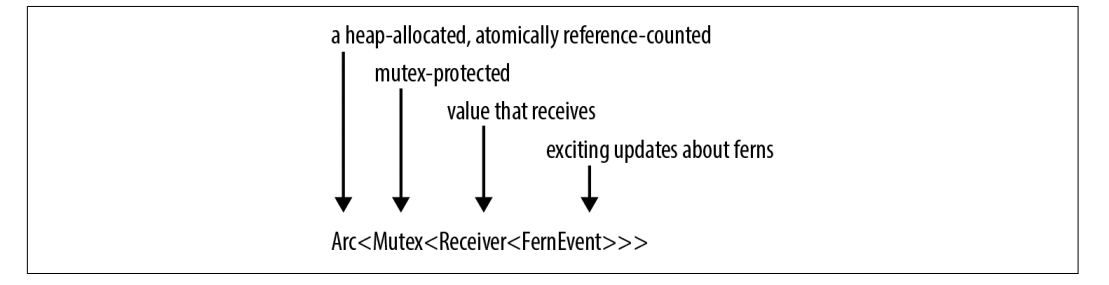 a heap-allocated, atomically reference-counted
mutex-protected
value that receives
exciting updates about ferns
Arc<Mutex<Receiver<FernEvent>>>